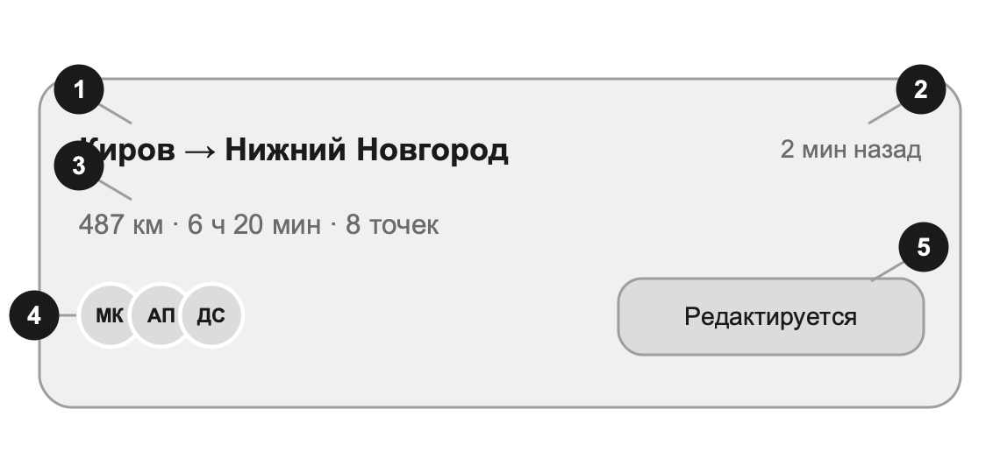 1
2
Киров → Нижний Новгород
2 мин назад
3
487 км · 6 ч 20 мин · 8 точек
5
4
МК
АП
ДС
Редактируется